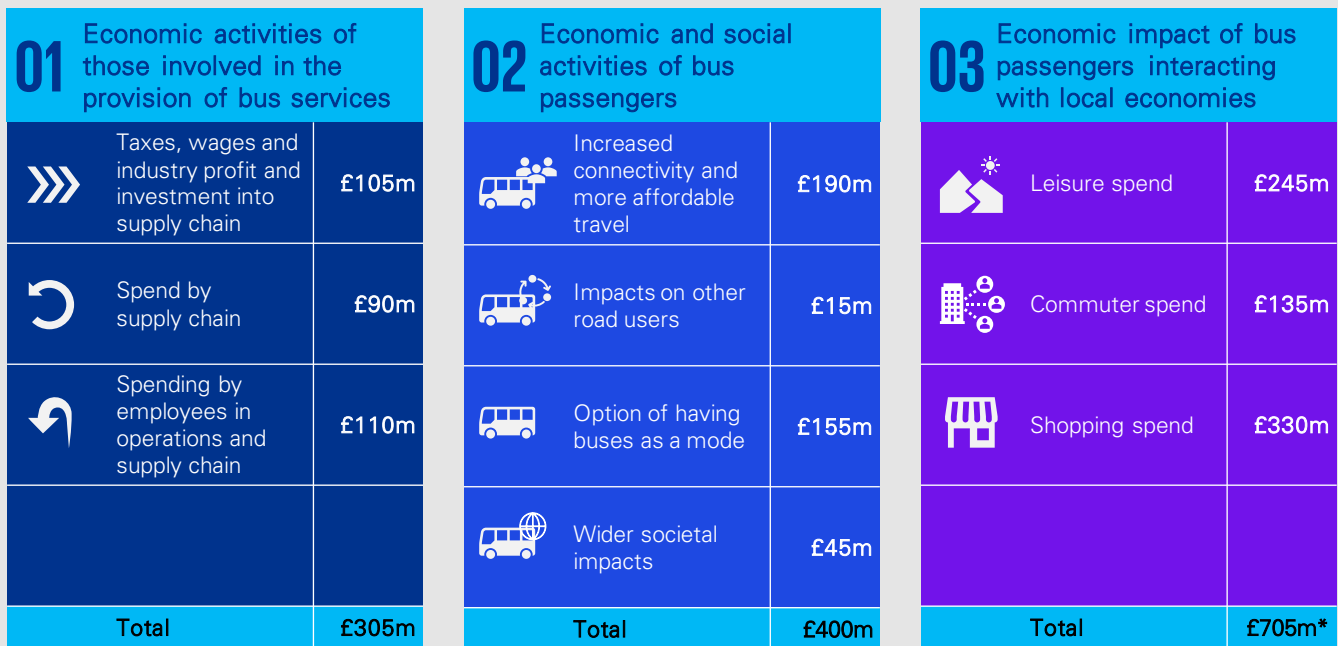 01
Economic activities of
those involved in the
provision of bus services
Taxes, wages and
industry profit and
investment into
supply chain
£105m
Spend by
supply chain
£90m
Spending by
employees in
operations and
supply chain
£110m
Total
£305m
02
Economic and social
activities of bus
passengers
Increased
connectivity and
more affordable
travel
£190m
Impacts on other
road users
£15m
Option of having
buses as a mode
£155m
Wider societal
impacts
£45m
Total
£400m
03
Economic impact of bus
passengers interacting
with local economies
Leisure spend
£245m
Commuter spend
£135m
Shopping spend
£330m
Total
£705m*